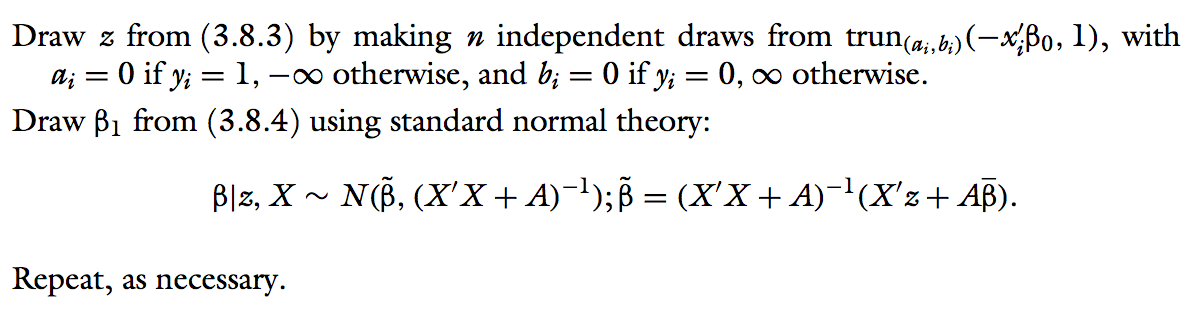 Draw z from (3.8.3) by making n independent draws from trun₍ₐᵢ,bᵢ₎(−x′ᵢβ₀, 1), with
aᵢ = 0 if yᵢ = 1, −∞ otherwise, and bᵢ = 0 if yᵢ = 0, ∞ otherwise.
Draw β₁ from (3.8.4) using standard normal theory:
β|z, X ∼ N(β̃, (X′X + A)⁻¹); β̃ = (X′X + A)⁻¹(X′z + Aβ̄).
Repeat, as necessary.